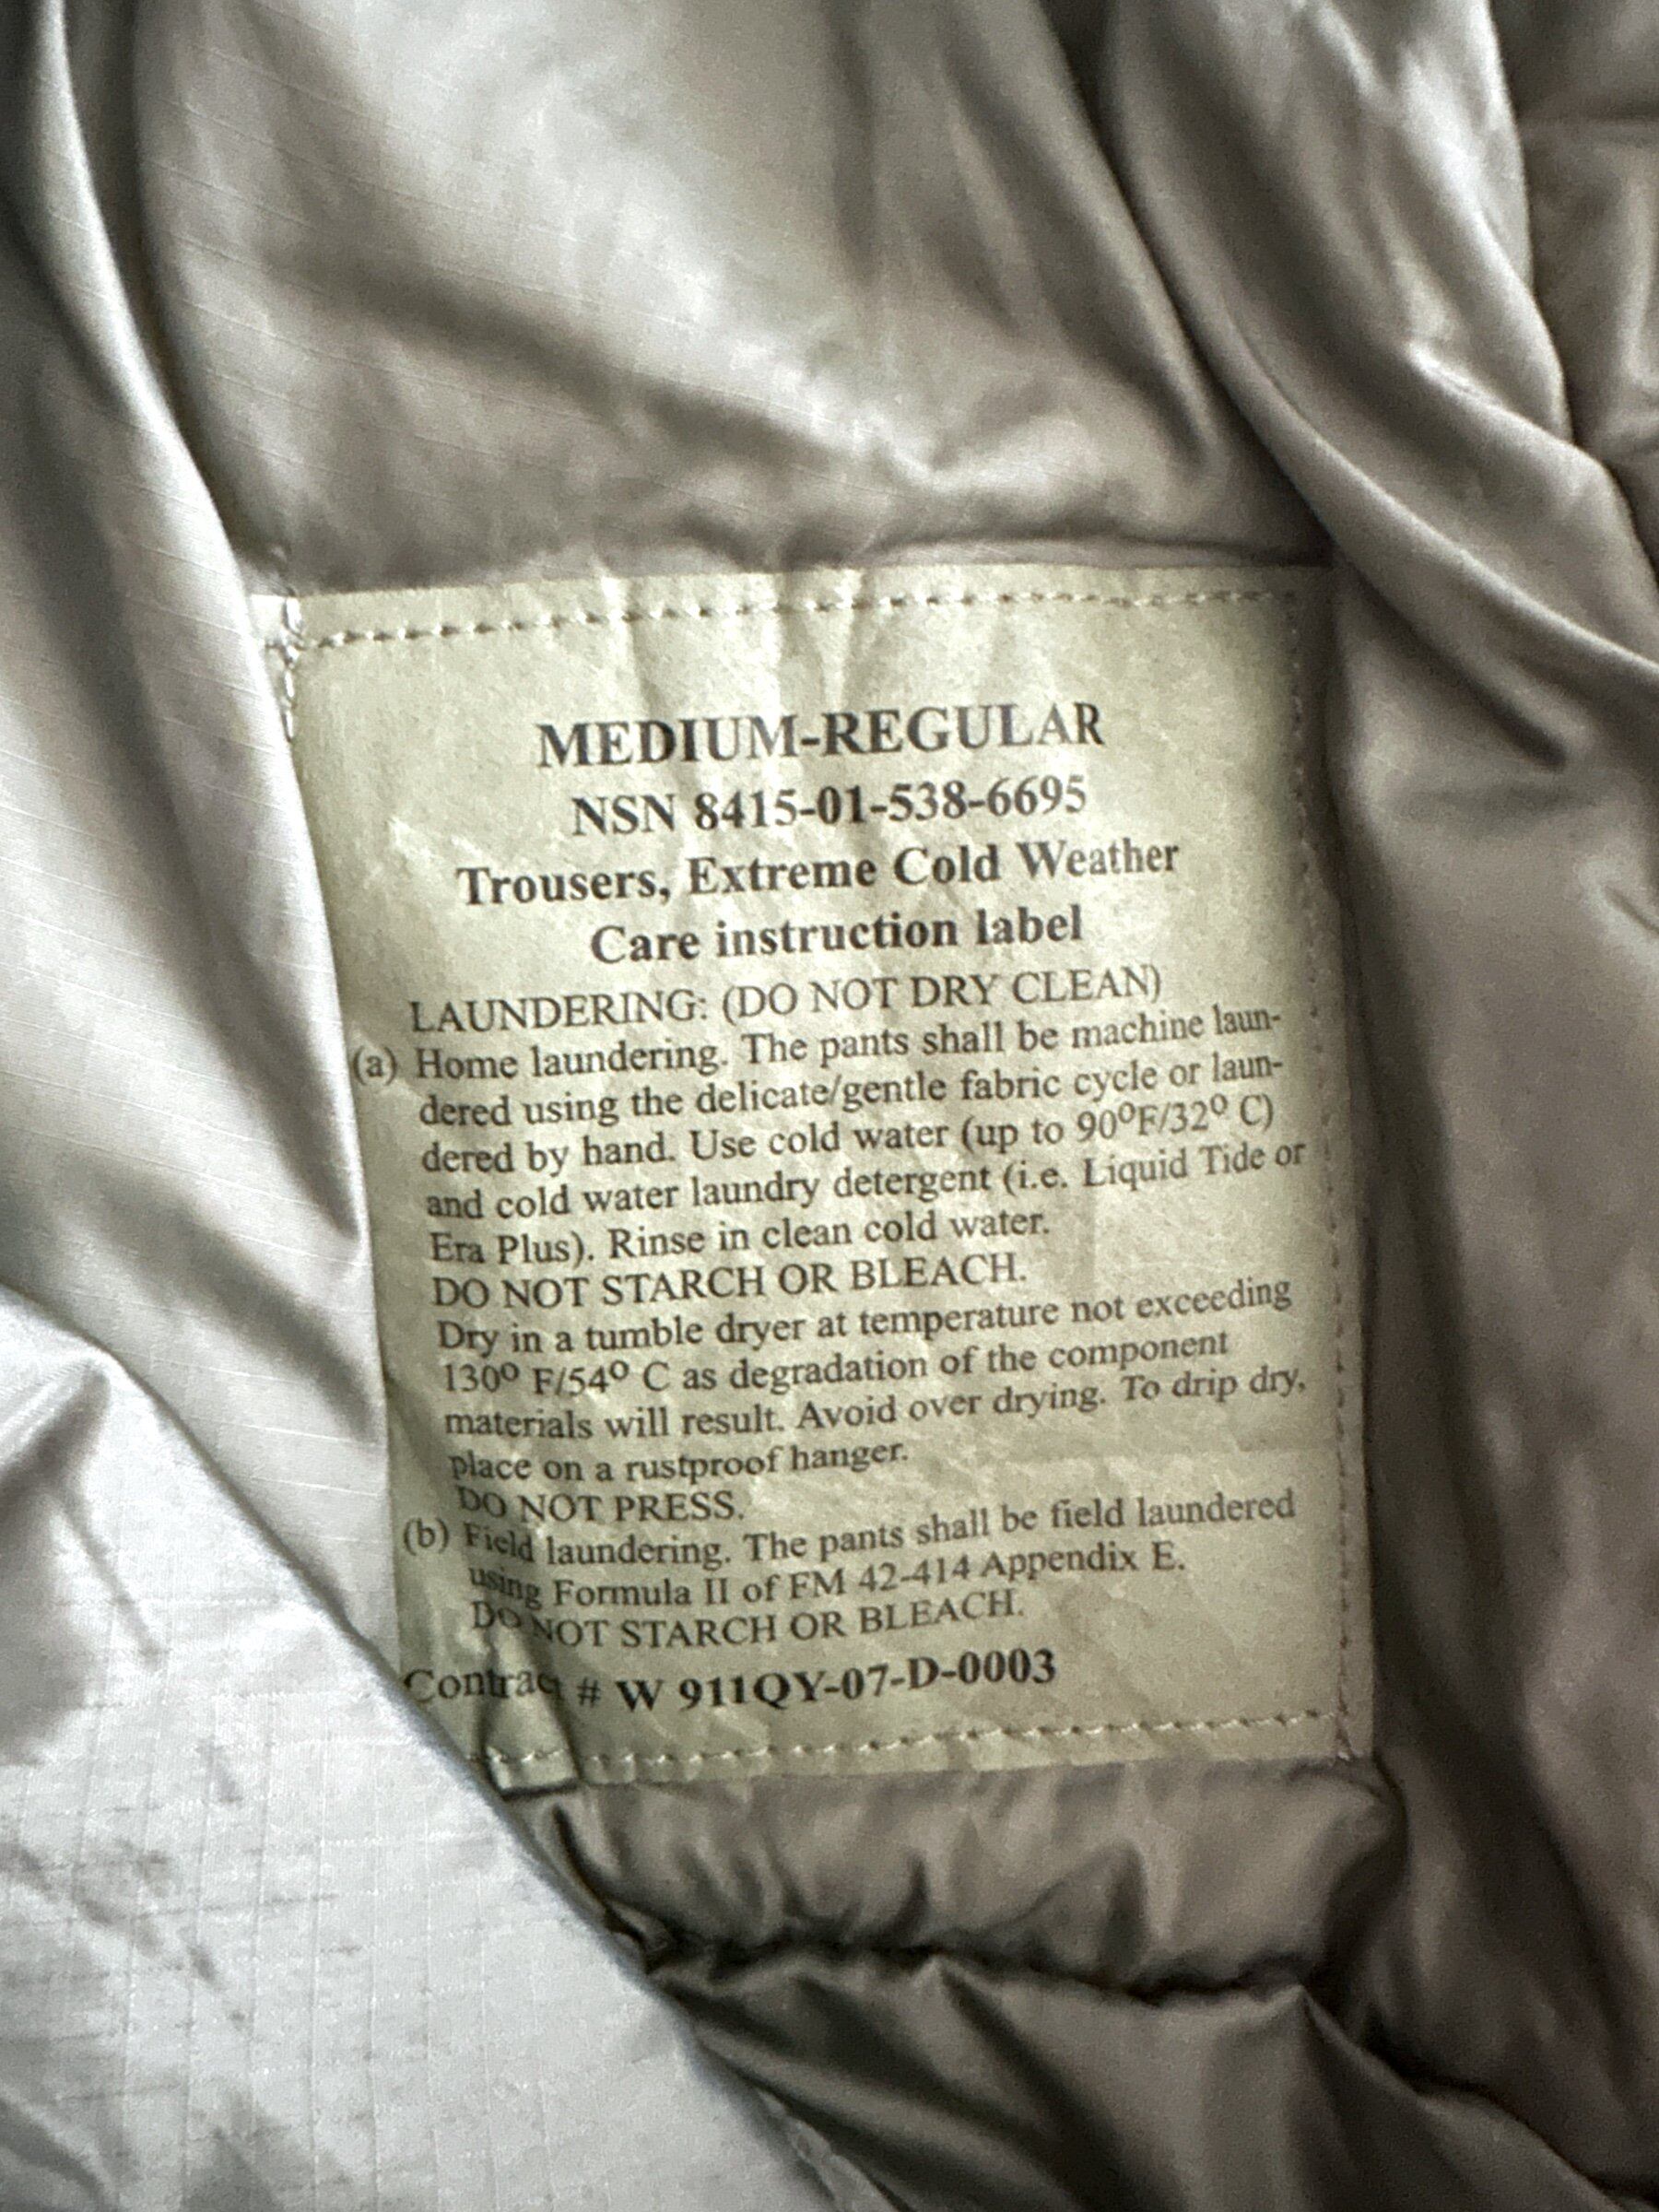 MEDIUM-REGULAR
NSN 8415-01-538-6695
Trousers, Extreme Cold Weather
Care instruction label
LAUNDERING: (DO NOT DRY CLEAN)
(a) Home laundering. The pants shall be machine laun-
dered using the delicate/gentle fabric cycle or laun-
dered by hand. Use cold water (up to 90⁰F/32⁰ C)
and cold water laundry detergent (i.e. Liquid Tide or
Era Plus). Rinse in clean cold water.
DO NOT STARCH OR BLEACH.
Dry in a tumble dryer at temperature not exceeding
130⁰ F/54⁰ C as degradation of the component
materials will result. Avoid over drying. To drip dry,
place on a rustproof hanger.
DO NOT PRESS.
(b) Field laundering. The pants shall be field laundered
using Formula II of FM 42-414 Appendix E.
DO NOT STARCH OR BLEACH.
Contract # W 911QY-07-D-0003